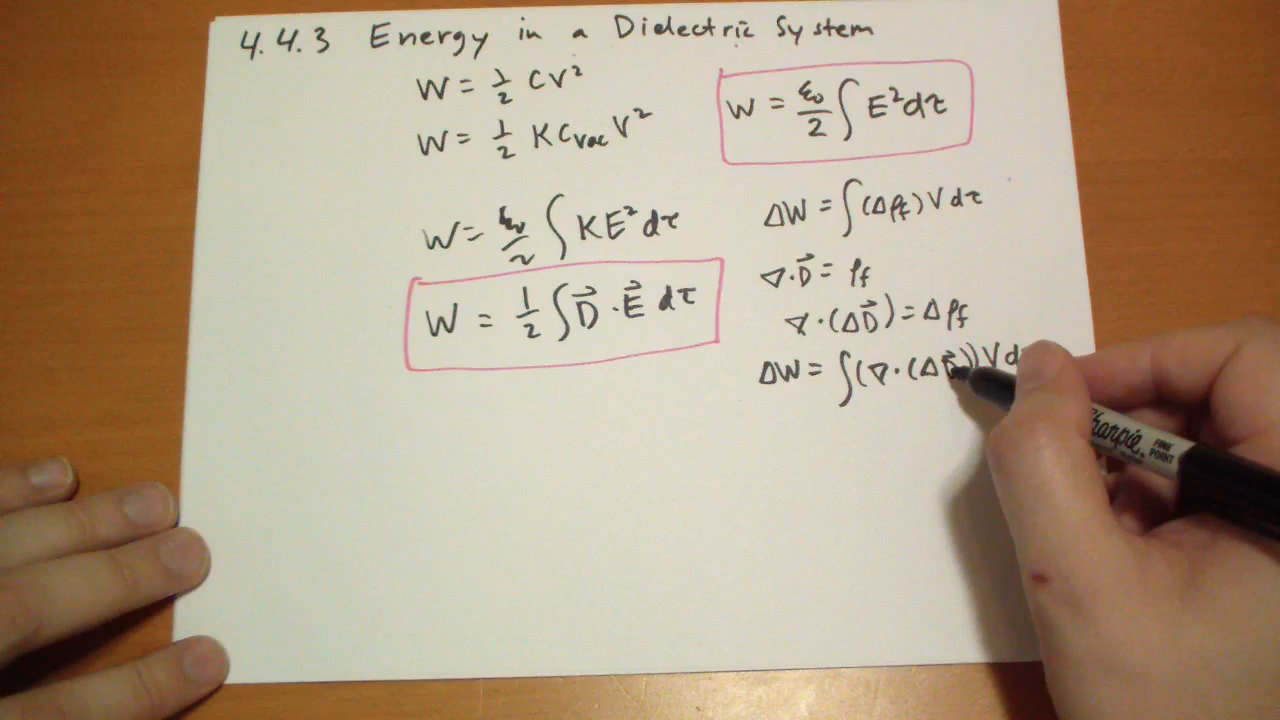 4.4.3 Energy in a Dielectric System
W = 1/2 CV²
W = 1/2 K C_vac V²
W = ε₀/2 ∫ E² dτ
W = ε₀/2 ∫ K E² dτ
W = 1/2 ∫ D⃗ · E⃗ dτ
ΔW = ∫ (Δρf) V dτ
∇ · D⃗ = ρf
∇ · (ΔD⃗) = Δρf
ΔW = ∫ (∇ · (ΔD⃗)) V d
Sharpie.
FINE
POINT